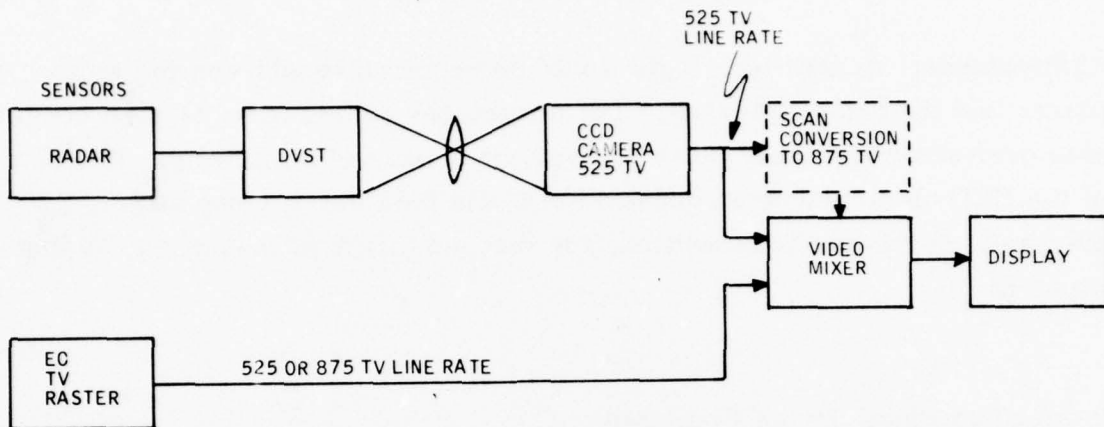 525 TV
LINE RATE
SENSORS
RADAR
DVST
CCD
CAMERA
525 TV
SCAN
CONVERSION
TO 875 TV
VIDEO
MIXER
DISPLAY
EC
TV
RASTER
525 OR 875 TV LINE RATE